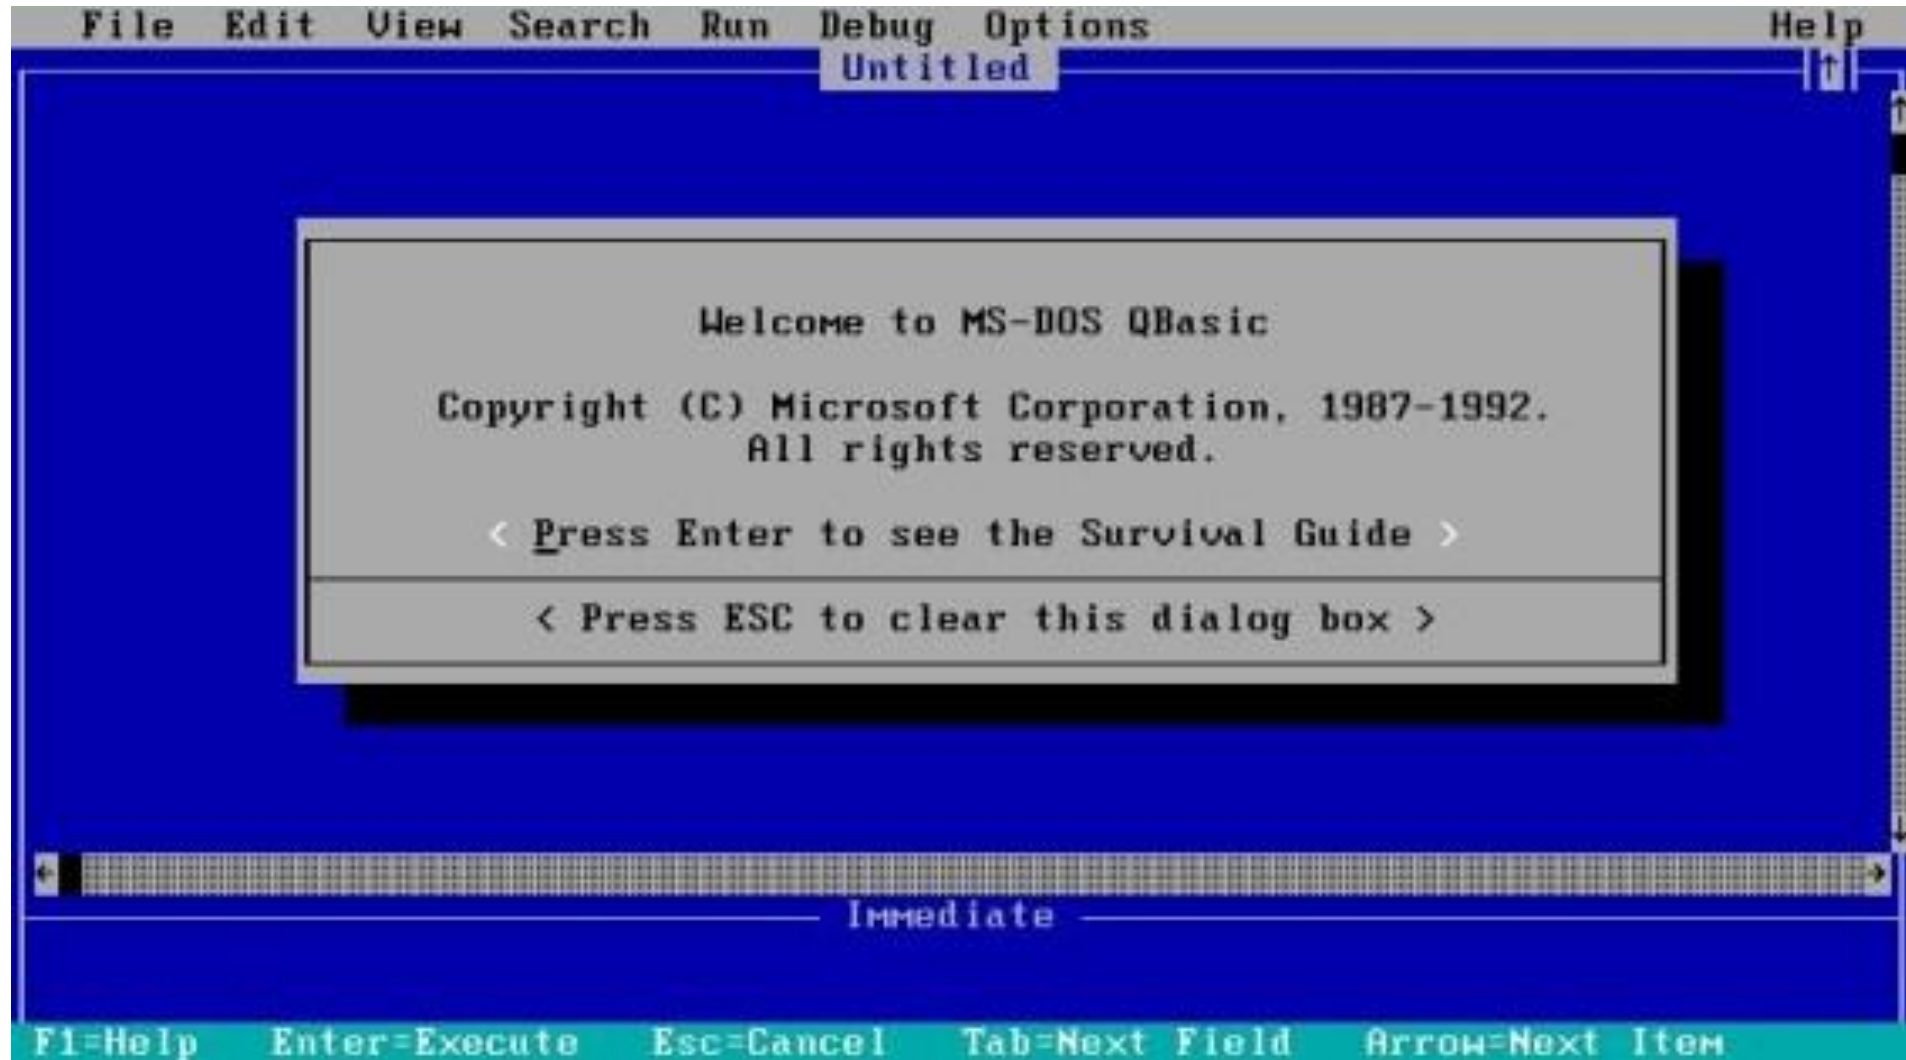 File Edit View Search Run Debug Options Help
Untitled
Welcome to MS-DOS QBasic
Copyright (C) Microsoft Corporation, 1987-1992.
All rights reserved.
< Press Enter to see the Survival Guide >
< Press ESC to clear this dialog box >
Immediate
F1=Help Enter=Execute Esc=Cancel Tab=Next Field Arrow=Next Item